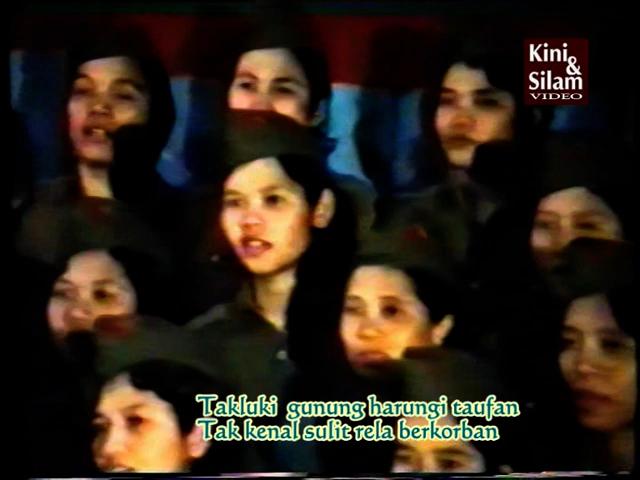 Kini
&
Silam
VIDEO
Takluki gunung harungi taufan
Tak kenal sulit rela berkorban